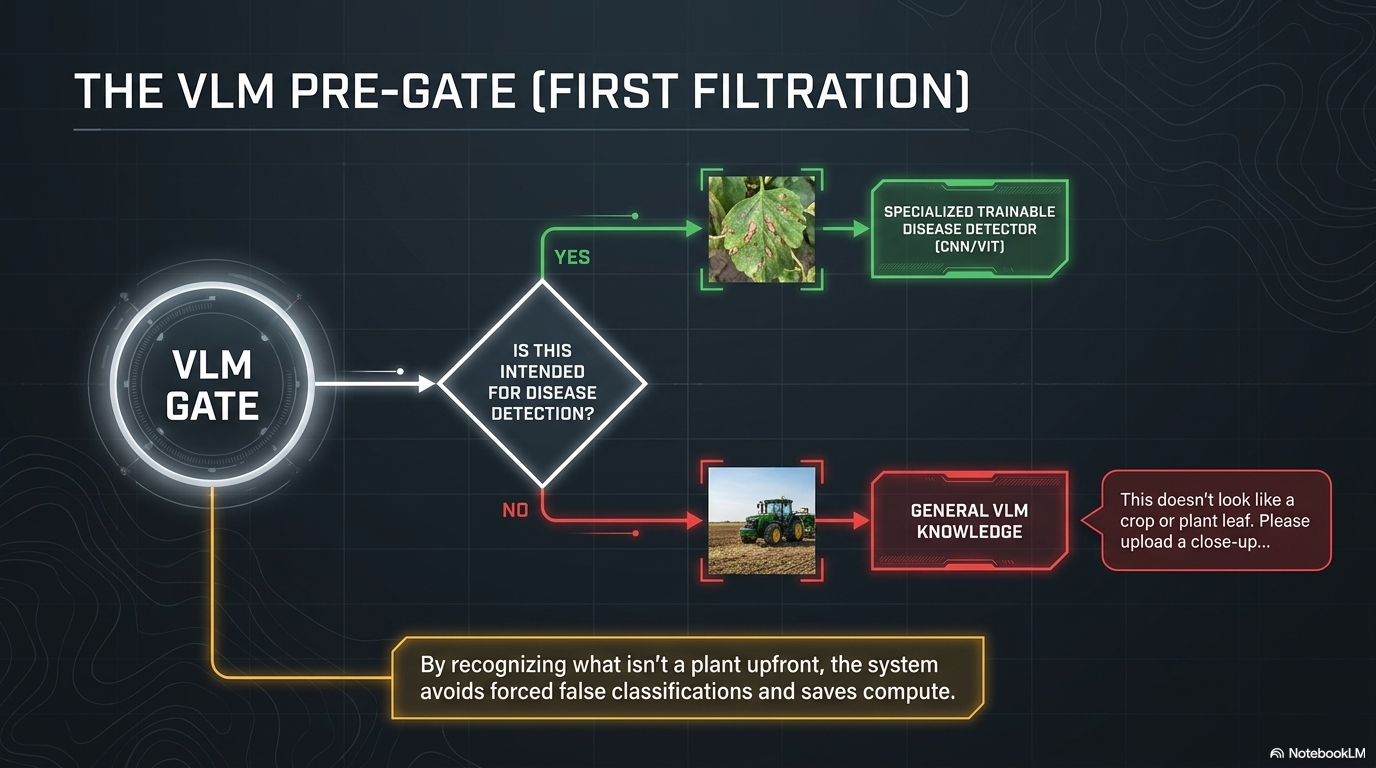 THE VLM PRE-GATE (FIRST FILTRATION)
VLM
GATE
IS THIS
INTENDED
FOR DISEASE
DETECTION?
YES
SPECIALIZED TRAINABLE
DISEASE DETECTOR
(CNN/VIT)
NO
GENERAL VLM
KNOWLEDGE
This doesn't look like a
crop or plant leaf. Please
upload a close-up...
By recognizing what isn't a plant upfront, the system
avoids forced false classifications and saves compute.
NotebookLM